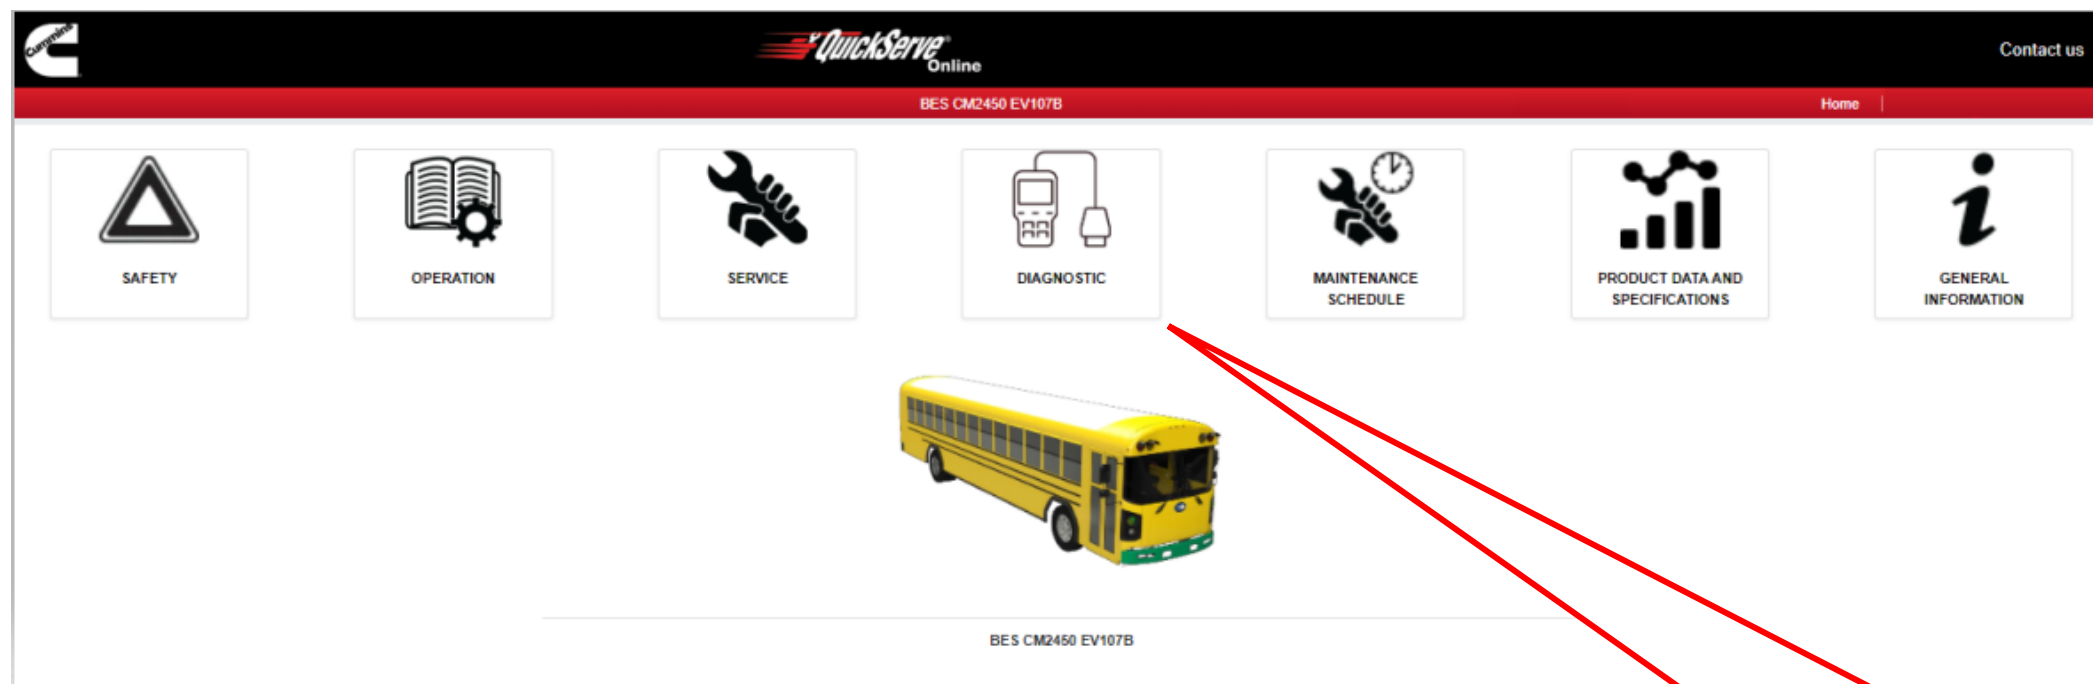 Cummins
QuickServe
Online
Contact us
BES CM2450 EV107B
Home
SAFETY
OPERATION
SERVICE
DIAGNOSTIC
MAINTENANCE
SCHEDULE
PRODUCT DATA AND
SPECIFICATIONS
GENERAL
INFORMATION
BES CM2450 EV107B